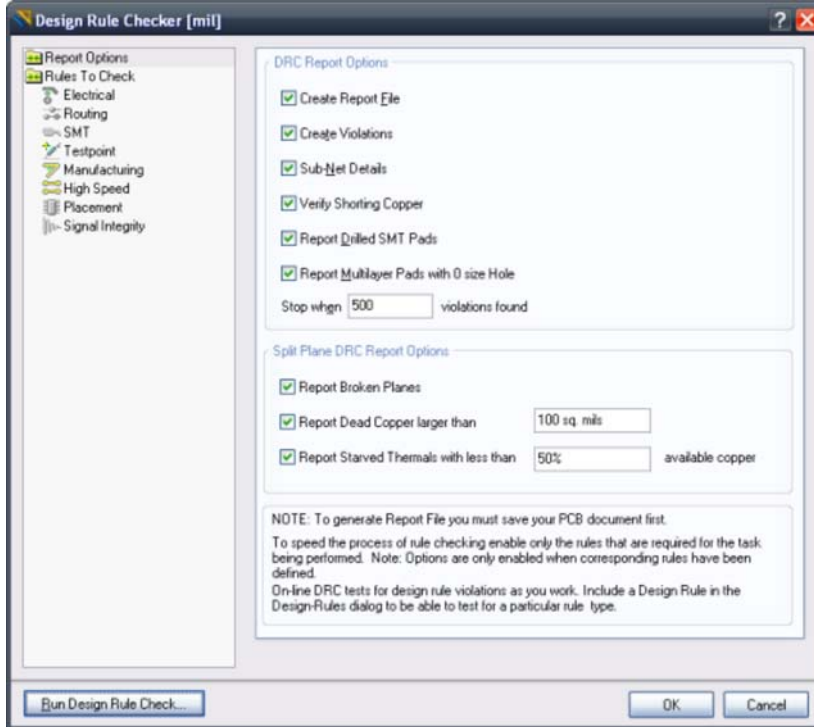 Design Rule Checker [mil]
Report Options
Rules To Check
Electrical
Routing
SMT
Testpoint
Manufacturing
High Speed
Placement
Signal Integrity
DRC Report Options
Create Report File
Create Violations
Sub-Net Details
Verify Shorting Copper
Report Drilled SMT Pads
Report Multilayer Pads with 0 size Hole
Stop when 500 violations found
Split Plane DRC Report Options
Report Broken Planes
Report Dead Copper larger than 100 sq. mils
Report Starved Thermals with less than 50% available copper
NOTE: To generate Report File you must save your PCB document first.
To speed the process of rule checking enable only the rules that are required for the task
being performed. Note: Options are only enabled when corresponding rules have been
defined.
On-line DRC tests for design rule violations as you work. Include a Design Rule in the
Design-Rules dialog to be able to test for a particular rule type.
Run Design Rule Check...
OK
Cancel